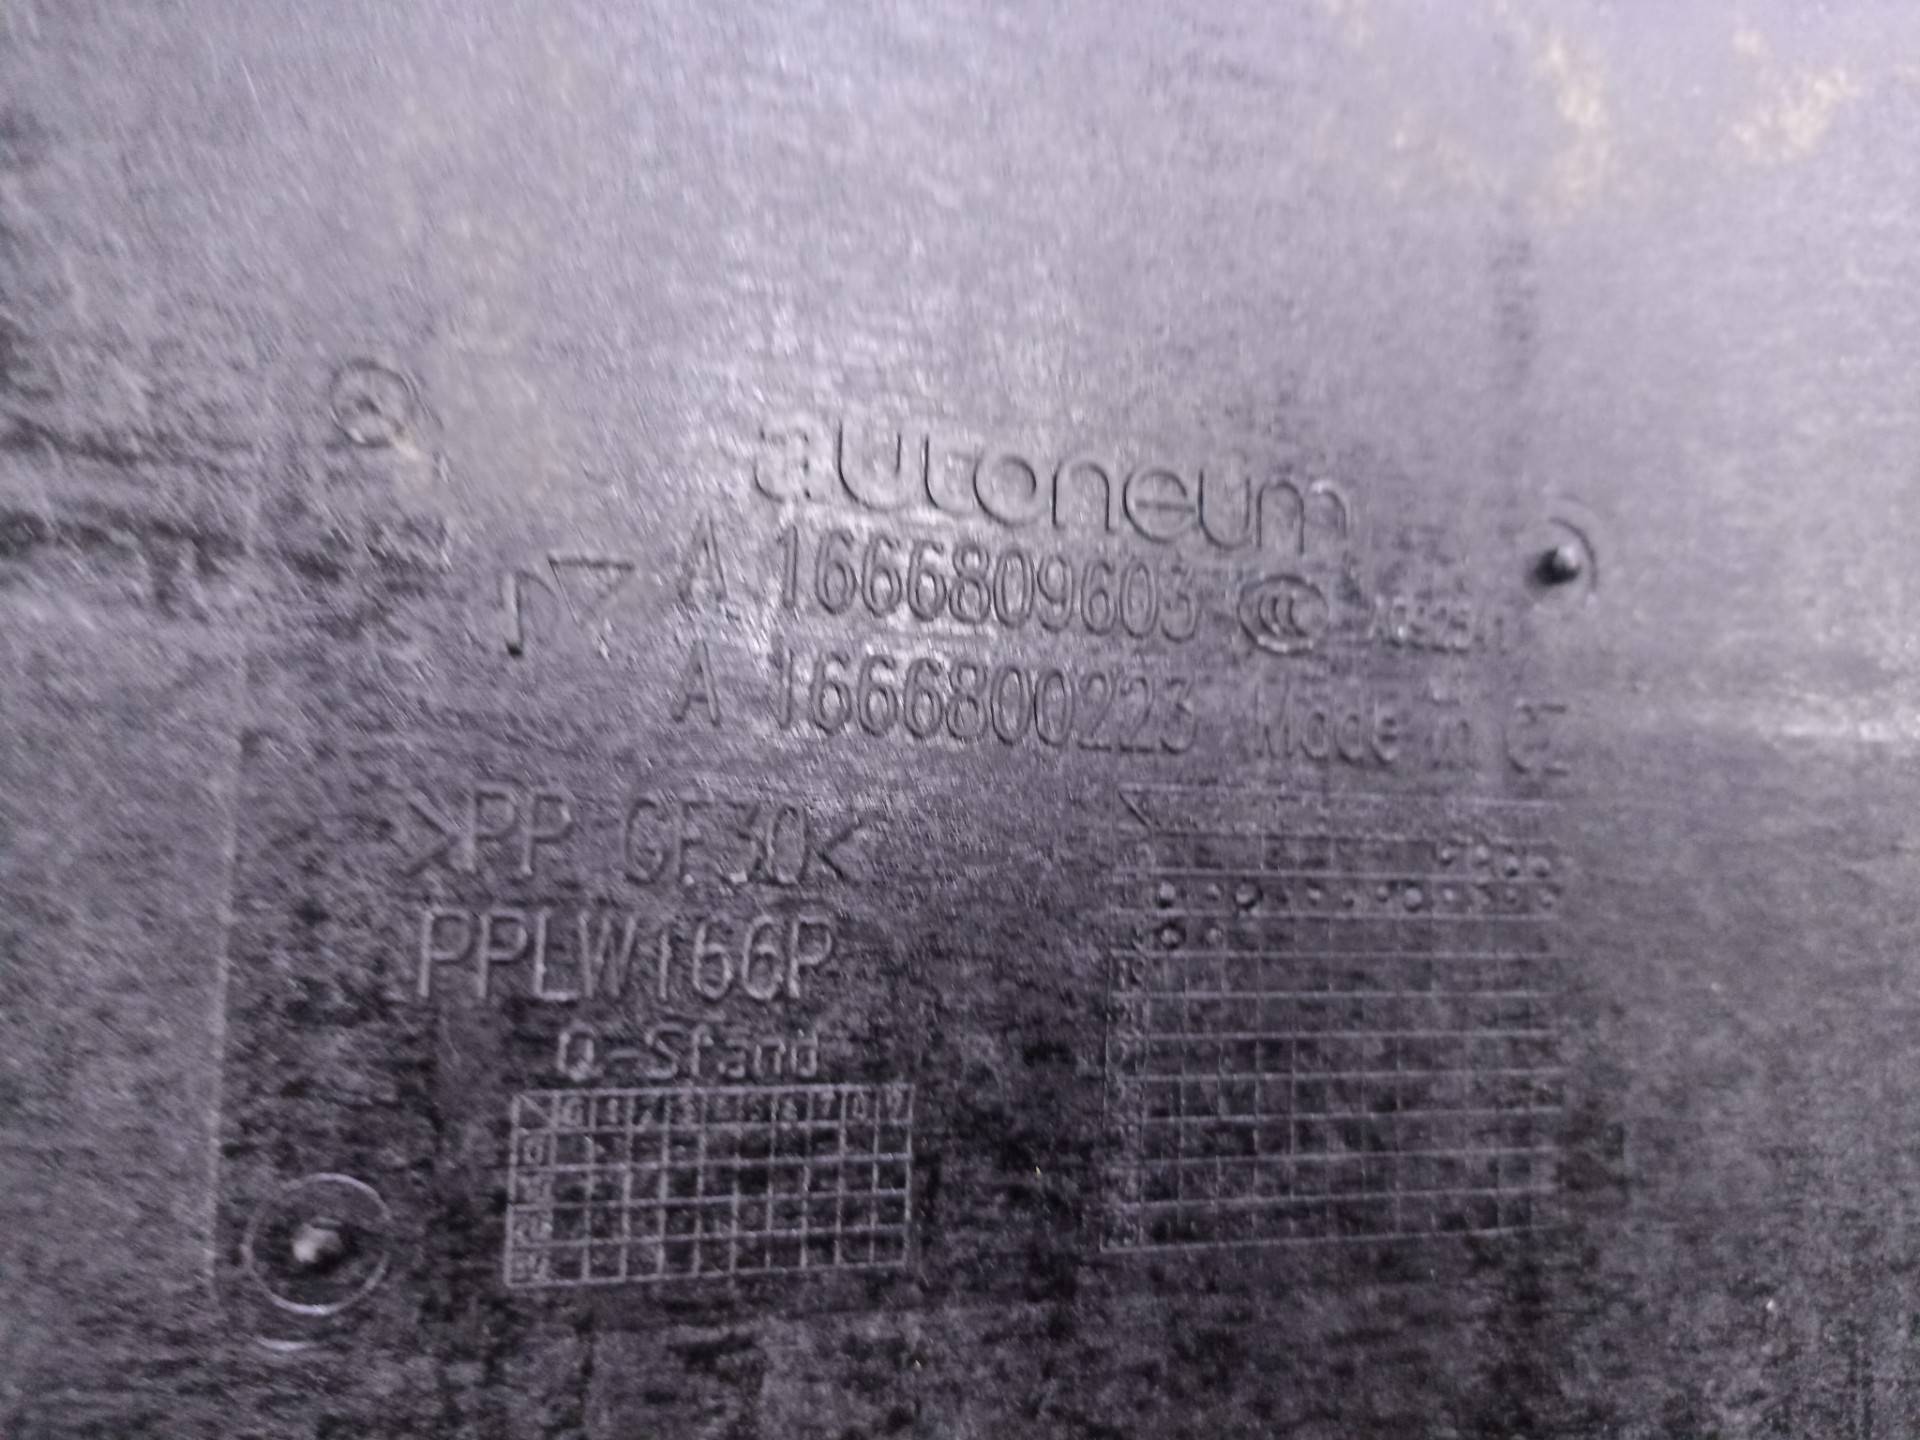 autoneum
A 1666809603
A 1666800223 Made in CZ
>PP GF30<
PPLW166P
Q-Stand